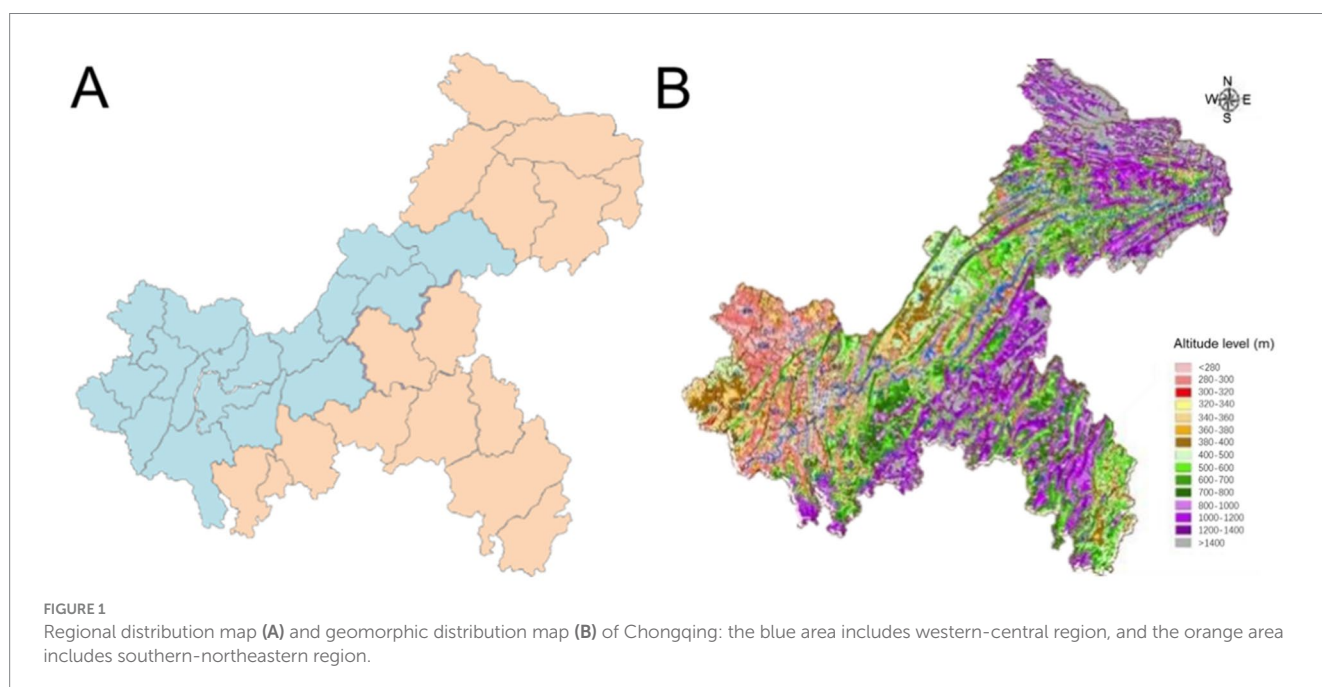 A
B
N
W E
S
Altitude level (m)
<280
280-300
300-320
320-340
340-360
360-380
380-400
400-500
500-600
600-700
700-800
800-1000
1000-1200
1200-1400
>1400
FIGURE 1
Regional distribution map (A) and geomorphic distribution map (B) of Chongqing: the blue area includes western-central region, and the orange area
includes southern-northeastern region.